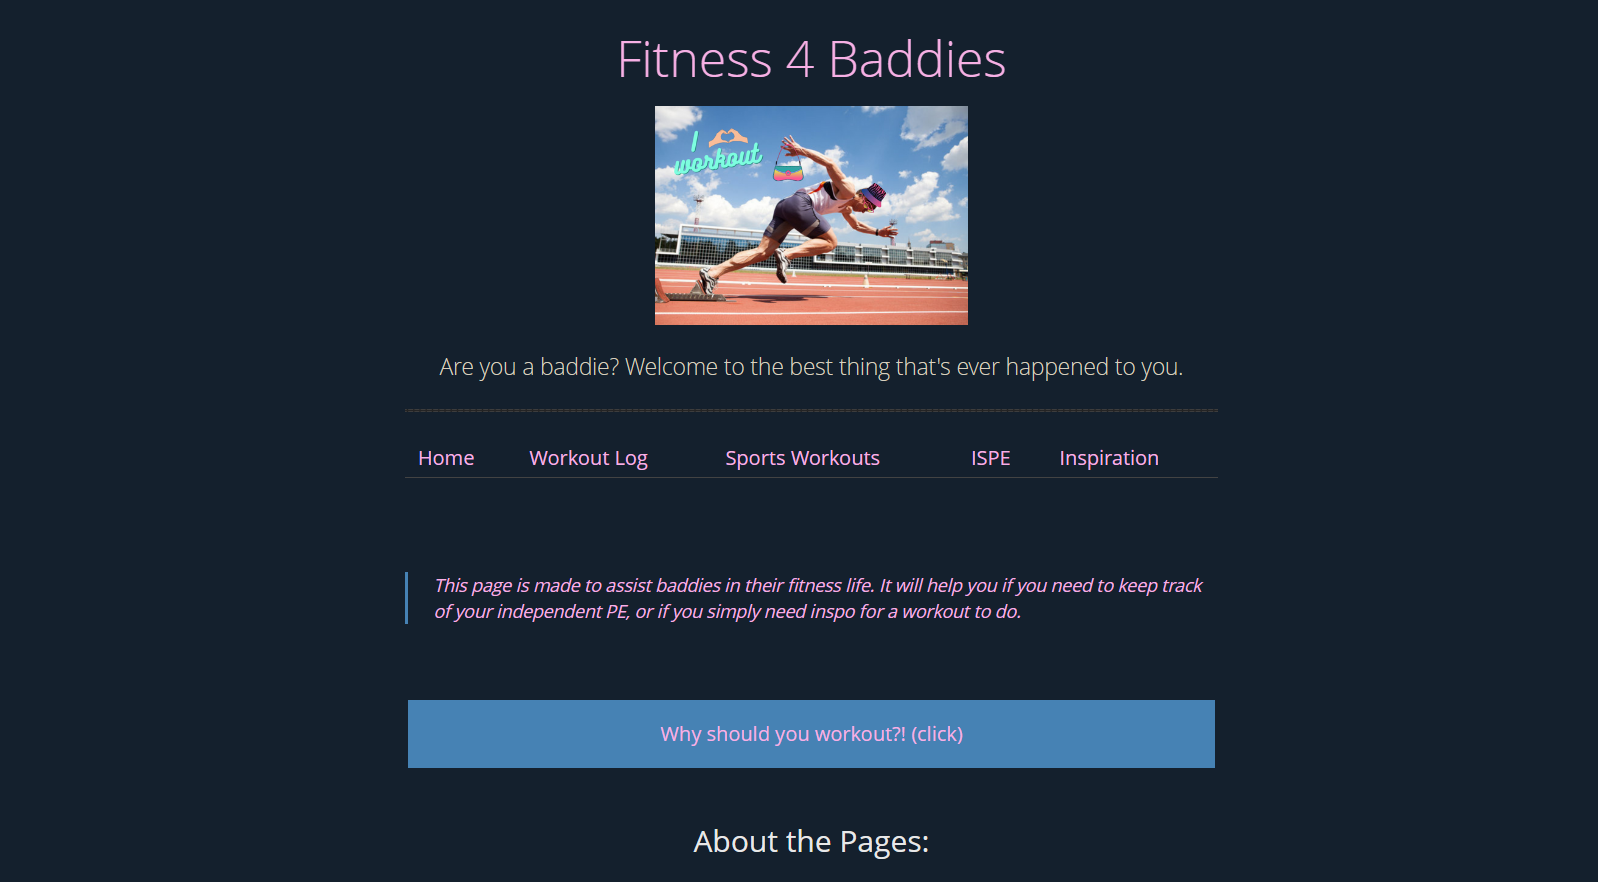 Fitness 4 Baddies
I
workout
Are you a baddie? Welcome to the best thing that's ever happened to you.
Home Workout Log Sports Workouts ISPE Inspiration
This page is made to assist baddies in their fitness life. It will help you if you need to keep track
of your independent PE, or if you simply need inspo for a workout to do.
Why should you workout?! (click)
About the Pages: